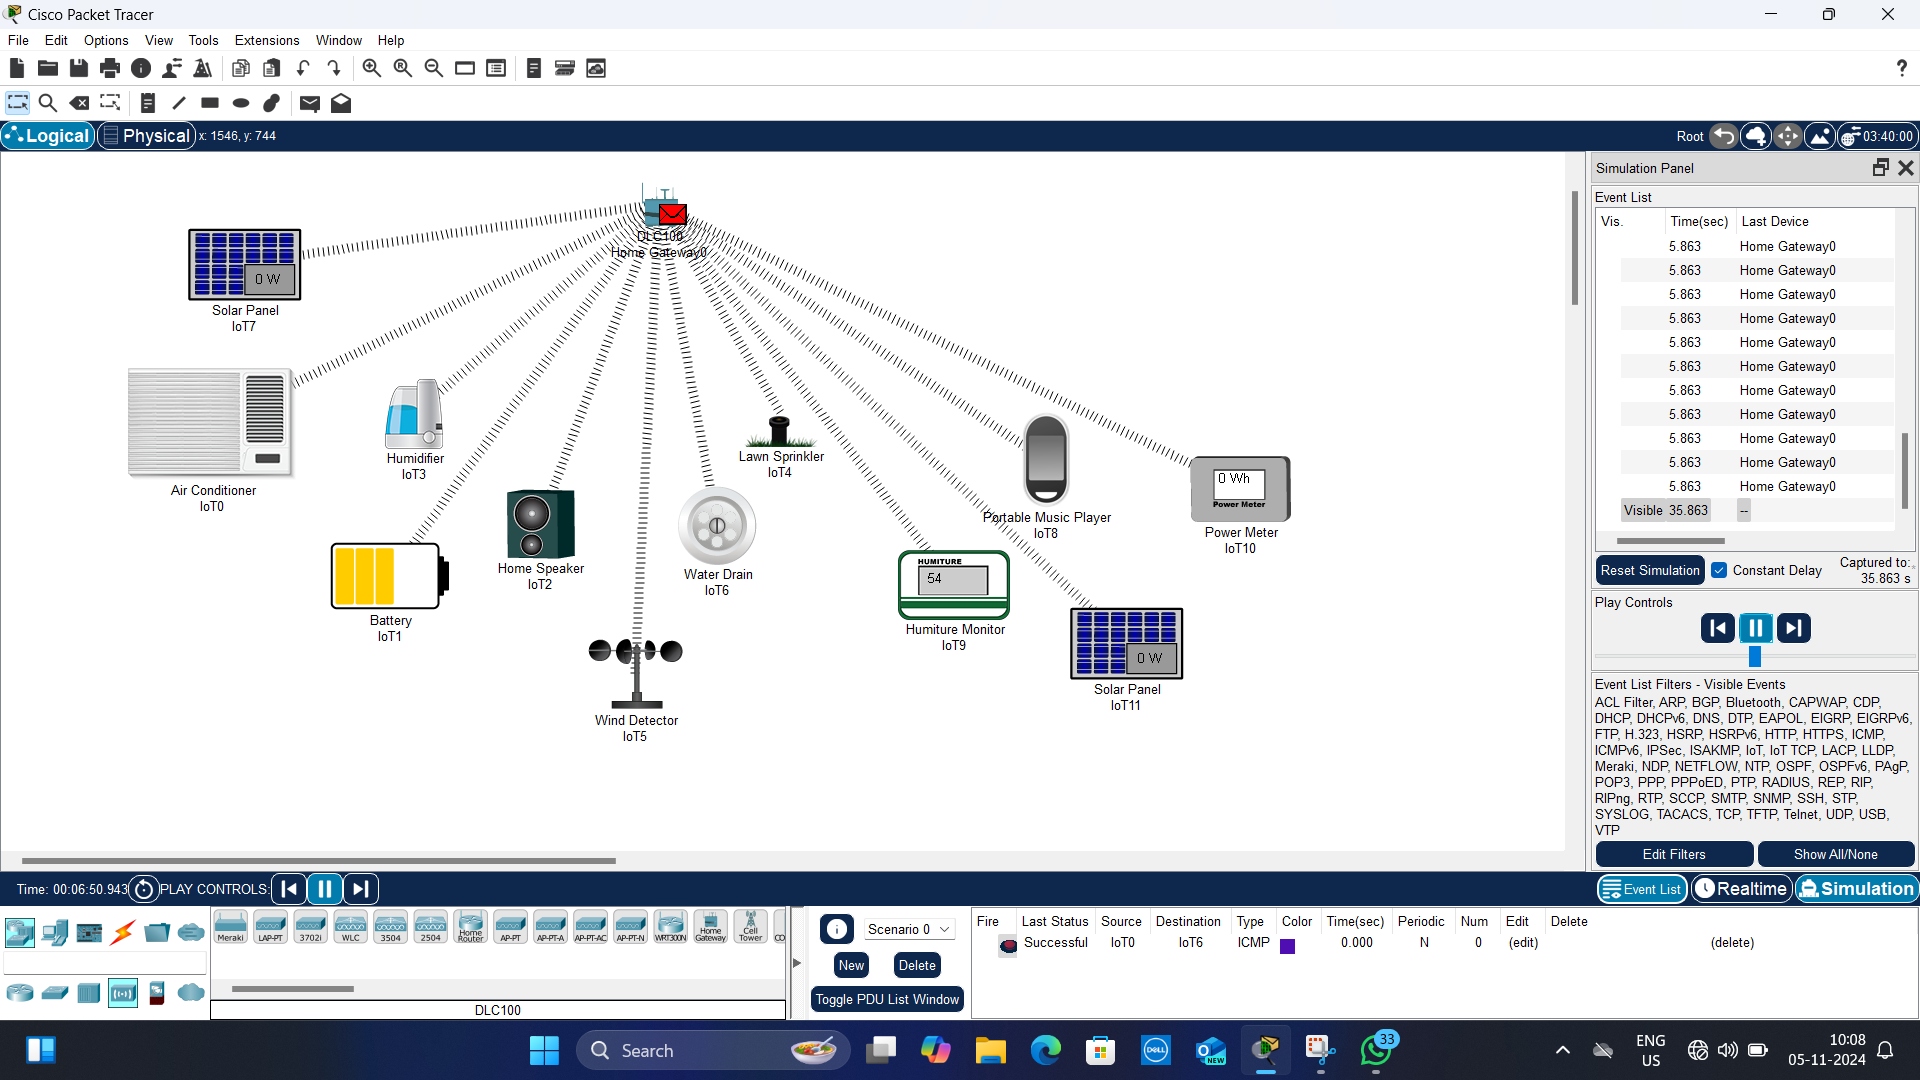 Cisco Packet Tracer
File Edit Options View Tools Extensions Window Help
?
Logical Physical x: 1546, y: 744 Root 03:40:00
Simulation Panel
Event List
Vis. Time(sec) Last Device
5.863 Home Gateway0
5.863 Home Gateway0
5.863 Home Gateway0
5.863 Home Gateway0
5.863 Home Gateway0
5.863 Home Gateway0
5.863 Home Gateway0
5.863 Home Gateway0
5.863 Home Gateway0
5.863 Home Gateway0
5.863 Home Gateway0
Visible 35.863 --
Reset Simulation Constant Delay Captured to:
35.863 s
Play Controls
Event List Filters - Visible Events
ACL Filter, ARP, BGP, Bluetooth, CAPWAP, CDP,
DHCP, DHCPv6, DNS, DTP, EAPOL, EIGRP, EIGRPv6,
FTP, H.323, HSRP, HSRPv6, HTTP, HTTPS, ICMP,
ICMPv6, IPSec, ISAKMP, IoT, IoT TCP, LACP, LLDP,
Meraki, NDP, NETFLOW, NTP, OSPF, OSPFv6, PAgP,
POP3, PPP, PPPoED, PTP, RADIUS, REP, RIP,
RIPng, RTP, SCCP, SMTP, SNMP, SSH, STP,
SYSLOG, TACACS, TCP, TFTP, Telnet, UDP, USB,
VTP
Edit Filters Show All/None
DLC100
Home Gateway0
0 W
Solar Panel
IoT7
Air Conditioner
IoT0
Humidifier
IoT3
Battery
IoT1
Home Speaker
IoT2
Wind Detector
IoT5
Water Drain
IoT6
Lawn Sprinkler
IoT4
HUMITURE
54
Humiture Monitor
IoT9
Portable Music Player
IoT8
0 Wh
Power Meter
Power Meter
IoT10
0 W
Solar Panel
IoT11
Time: 00:06:50.943 PLAY CONTROLS: Event List Realtime Simulation
Meraki LAP-PT 3702i WLC 3504 2504 Home Router AP-PT AP-PT-A AP-PT-AC AP-PT-N WRT300N Home Gateway Cell Tower CO
DLC100
Scenario 0
New Delete
Toggle PDU List Window
Fire Last Status Source Destination Type Color Time(sec) Periodic Num Edit Delete
Successful IoT0 IoT6 ICMP 0.000 N 0 (edit) (delete)
Search
DELL
NEW
33
ENG
US
10:08
05-11-2024